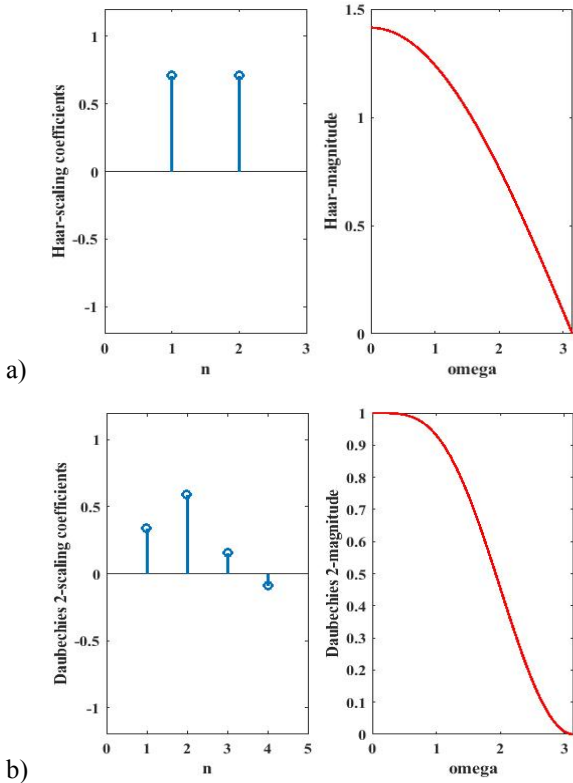 Haar-scaling coefficients
1
0.5
0
-0.5
-1
0 1 2 3
n
Haar-magnitude
1.5
1
0.5
0
0 1 2 3
omega
a)
Daubechies 2-scaling coefficients
1
0.5
0
-0.5
-1
0 1 2 3 4 5
n
Daubechies 2-magnitude
1
0.9
0.8
0.7
0.6
0.5
0.4
0.3
0.2
0.1
0
0 1 2 3
omega
b)